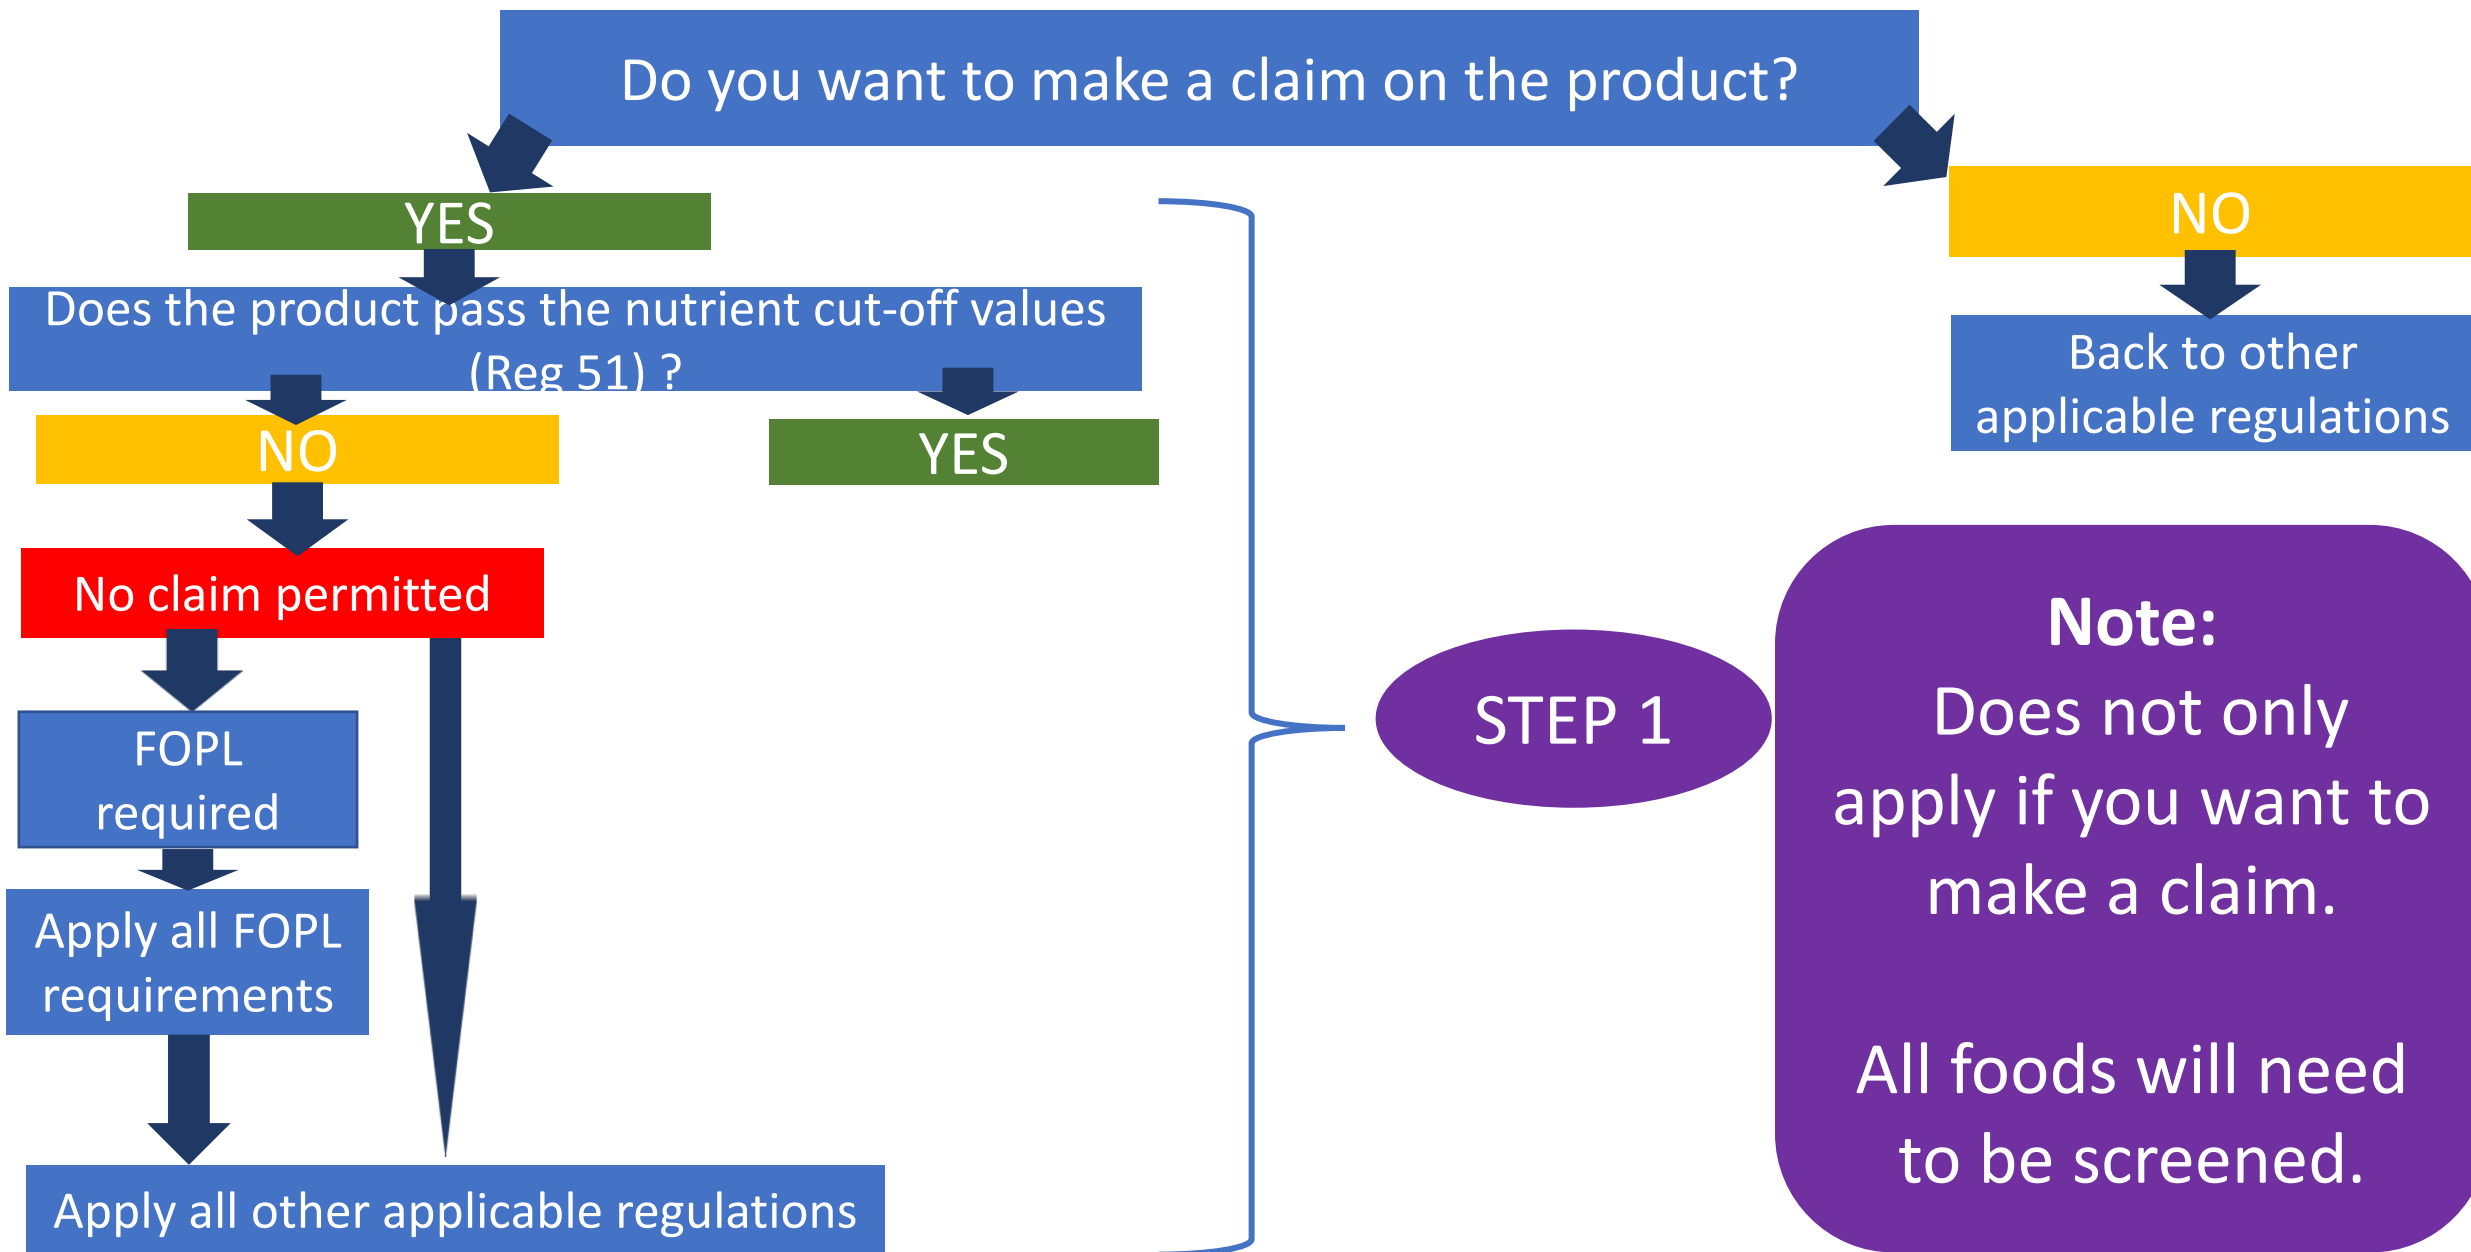 Do you want to make a claim on the product?
YES
NO
Does the product pass the nutrient cut-off values
(Reg 51) ?
Back to other
applicable regulations
NO
YES
No claim permitted
FOPL
required
Apply all FOPL
requirements
Apply all other applicable regulations
STEP 1
Note:
Does not only
apply if you want to
make a claim.
All foods will need
to be screened.